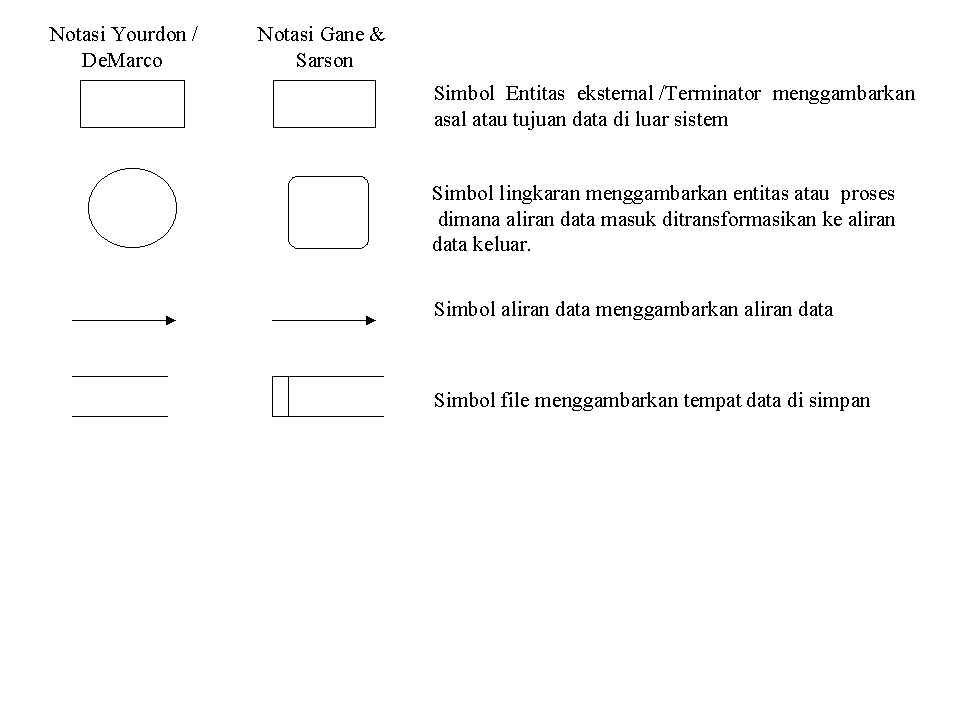 Notasi Yourdon /
DeMarco
Notasi Gane &
Sarson
Simbol Entitas eksternal /Terminator menggambarkan
asal atau tujuan data di luar sistem
Simbol lingkaran menggambarkan entitas atau proses
dimana aliran data masuk ditransformasikan ke aliran
data keluar.
Simbol aliran data menggambarkan aliran data
Simbol file menggambarkan tempat data di simpan